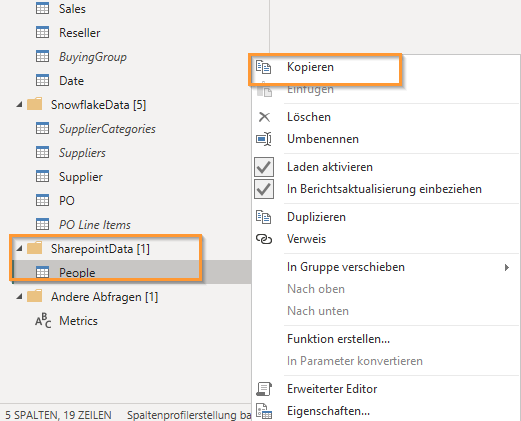 Sales
Reseller
BuyingGroup
Date
SnowflakeData [5]
SupplierCategories
Suppliers
Supplier
PO
PO Line Items
SharepointData [1]
People
Andere Abfragen [1]
ABC Metrics
5 SPALTEN, 19 ZEILEN
Spaltenprofilerstellung ba
Kopieren
Einfügen
Löschen
Umbenennen
Laden aktivieren
In Berichtsaktualisierung einbeziehen
Duplizieren
Verweis
In Gruppe verschieben
Nach oben
Nach unten
Funktion erstellen...
In Parameter konvertieren
Erweiterter Editor
Eigenschaften...